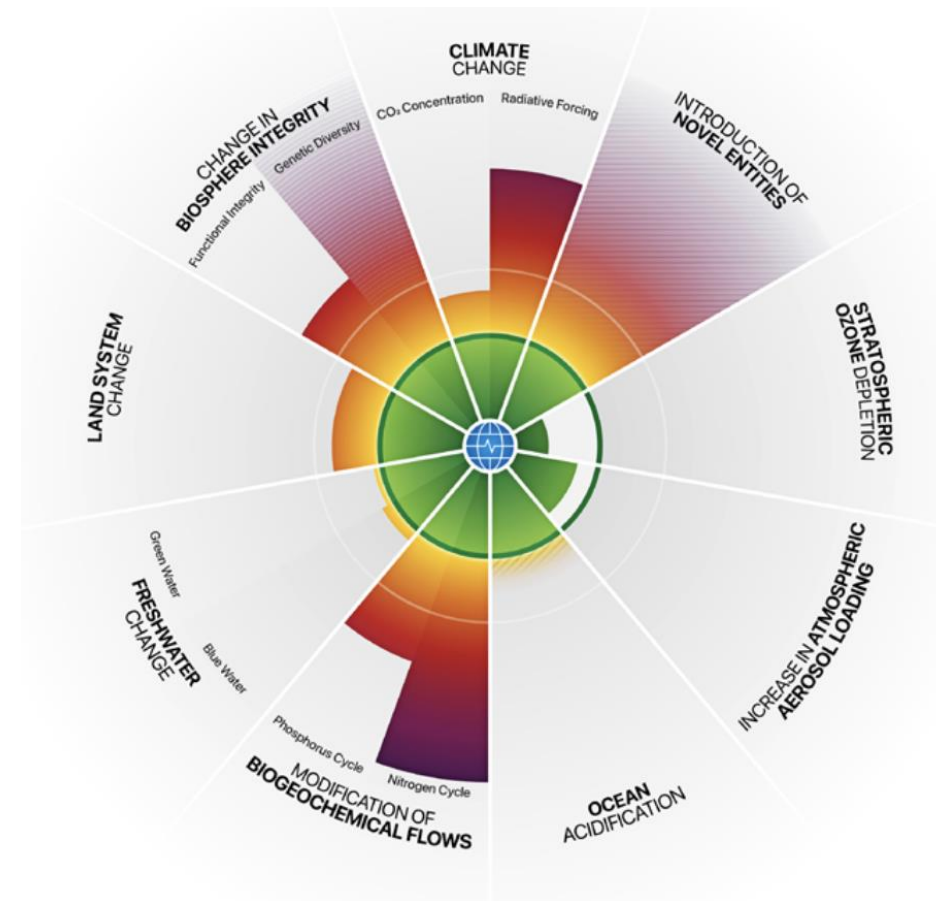 CLIMATE
CHANGE
CO₂ Concentration
Radiative Forcing
INTRODUCTION OF
NOVEL ENTITIES
STRATOSPHERIC
OZONE DEPLETION
INCREASE IN ATMOSPHERIC
AEROSOL LOADING
OCEAN
ACIDIFICATION
Nitrogen Cycle
Phosphorus Cycle
MODIFICATION OF
BIOGEOCHEMICAL FLOWS
Blue Water
Green Water
FRESHWATER
CHANGE
LAND SYSTEM
CHANGE
CHANGE IN
BIOSPHERE INTEGRITY
Functional Integrity
Genetic Diversity